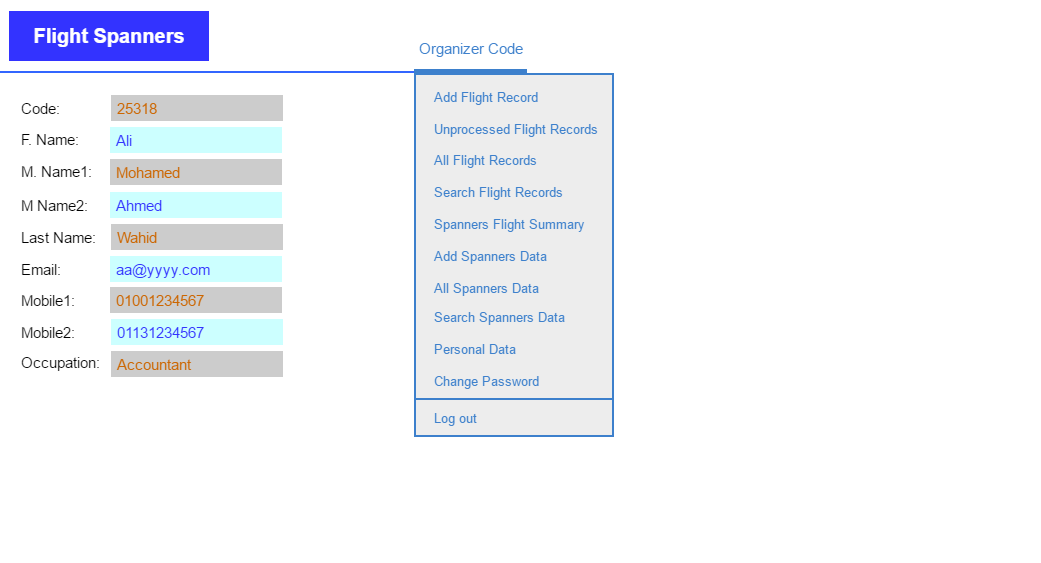 Flight Spanners
Organizer Code
Code: 25318
F. Name: Ali
M. Name1: Mohamed
M Name2: Ahmed
Last Name: Wahid
Email: aa@yyyy.com
Mobile1: 01001234567
Mobile2: 01131234567
Occupation: Accountant
Add Flight Record
Unprocessed Flight Records
All Flight Records
Search Flight Records
Spanners Flight Summary
Add Spanners Data
All Spanners Data
Search Spanners Data
Personal Data
Change Password
Log out